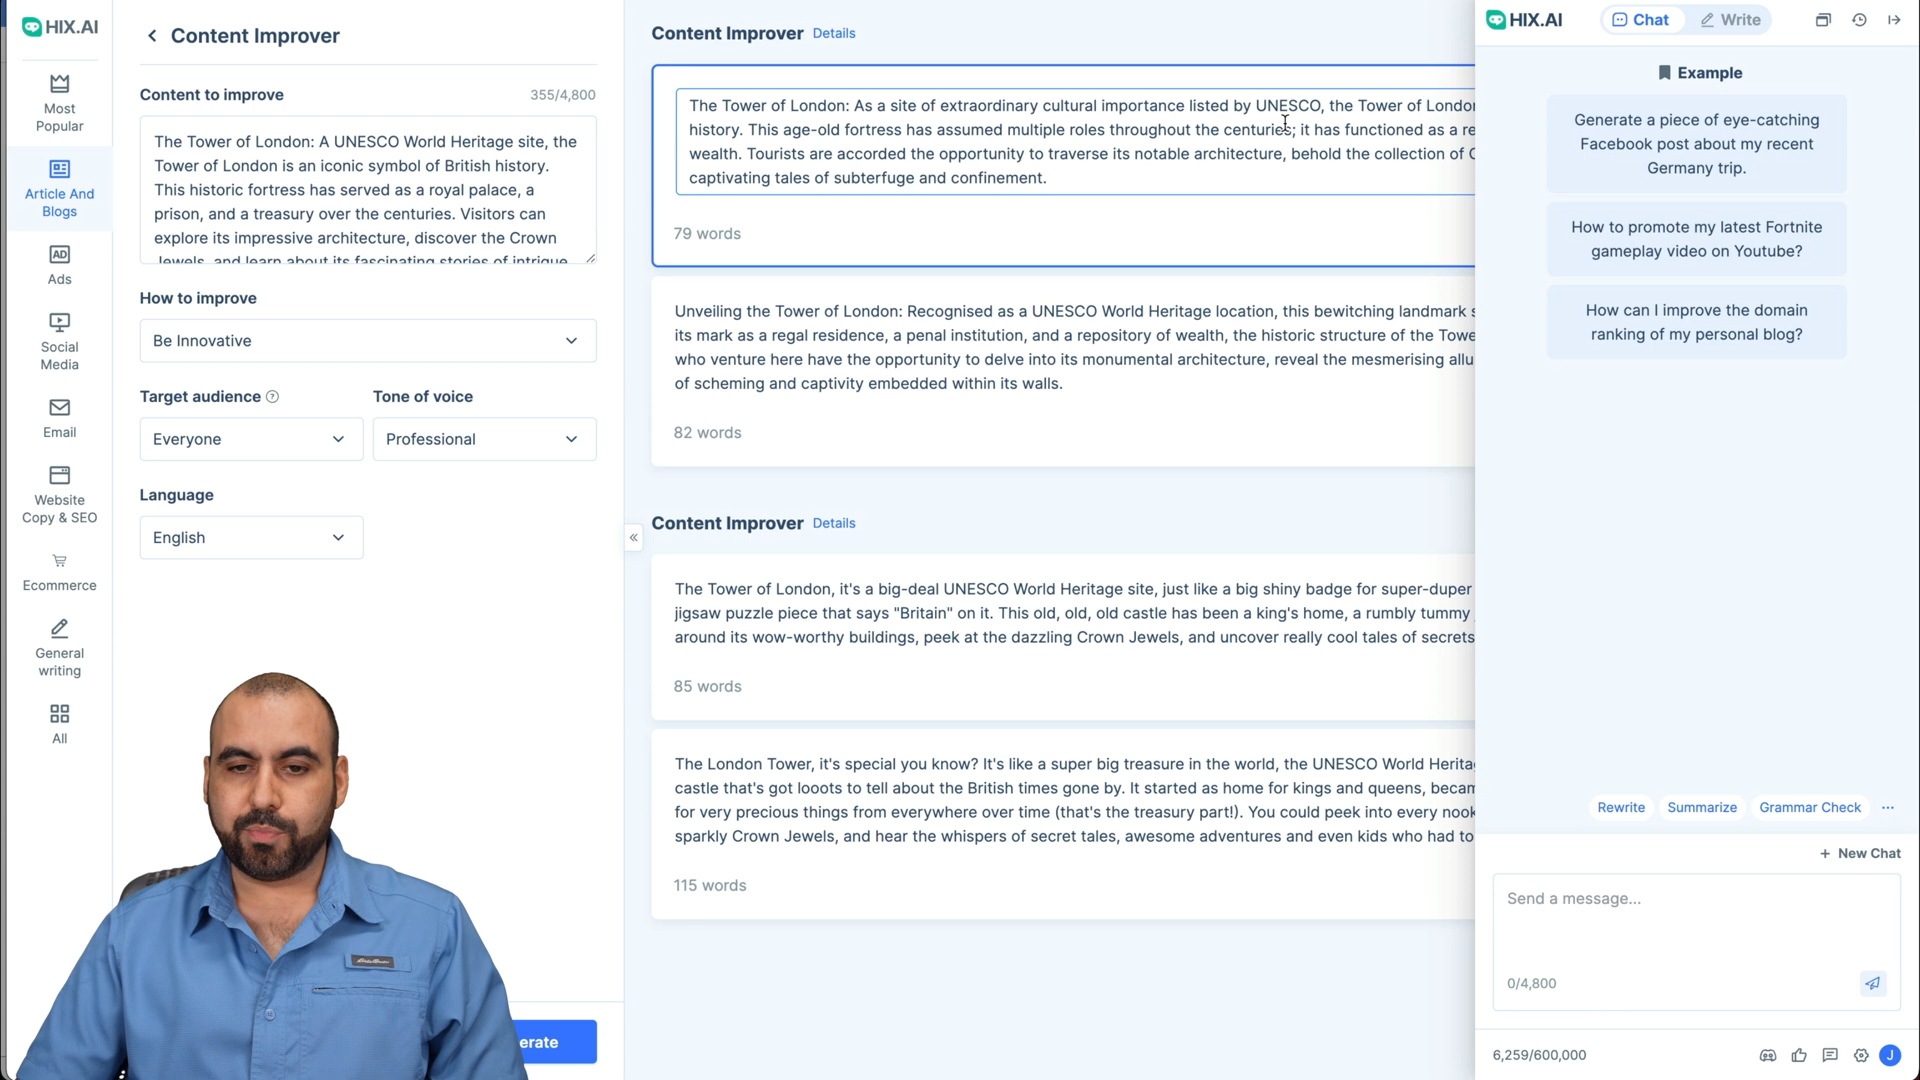 HIX.AI
Most
Popular
Article And
Blogs
Ads
Social
Media
Email
Website
Copy & SEO
Ecommerce
General
writing
All
Content Improver
Content to improve
355/4,800
The Tower of London: A UNESCO World Heritage site, the
Tower of London is an iconic symbol of British history.
This historic fortress has served as a royal palace, a
prison, and a treasury over the centuries. Visitors can
explore its impressive architecture, discover the Crown
Jewels, and learn about its fascinating stories of intrigue
How to improve
Be Innovative
Target audience
Tone of voice
Everyone
Professional
Language
English
erate
Content Improver Details
The Tower of London: As a site of extraordinary cultural importance listed by UNESCO, the Tower of London
history. This age-old fortress has assumed multiple roles throughout the centuries; it has functioned as a re
wealth. Tourists are accorded the opportunity to traverse its notable architecture, behold the collection of C
captivating tales of subterfuge and confinement.
79 words
Unveiling the Tower of London: Recognised as a UNESCO World Heritage location, this bewitching landmark s
its mark as a regal residence, a penal institution, and a repository of wealth, the historic structure of the Towe
who venture here have the opportunity to delve into its monumental architecture, reveal the mesmerising allu
of scheming and captivity embedded within its walls.
82 words
Content Improver Details
The Tower of London, it's a big-deal UNESCO World Heritage site, just like a big shiny badge for super-duper
jigsaw puzzle piece that says "Britain" on it. This old, old, old castle has been a king's home, a rumbly tummy
around its wow-worthy buildings, peek at the dazzling Crown Jewels, and uncover really cool tales of secrets
85 words
The London Tower, it's special you know? It's like a super big treasure in the world, the UNESCO World Herita
castle that's got looots to tell about the British times gone by. It started as home for kings and queens, becam
for very precious things from everywhere over time (that's the treasury part!). You could peek into every nook
sparkly Crown Jewels, and hear the whispers of secret tales, awesome adventures and even kids who had to
115 words
HIX.AI
Chat
Write
Example
Generate a piece of eye-catching
Facebook post about my recent
Germany trip.
How to promote my latest Fortnite
gameplay video on Youtube?
How can I improve the domain
ranking of my personal blog?
Rewrite
Summarize
Grammar Check
+ New Chat
Send a message...
0/4,800
6,259/600,000
J